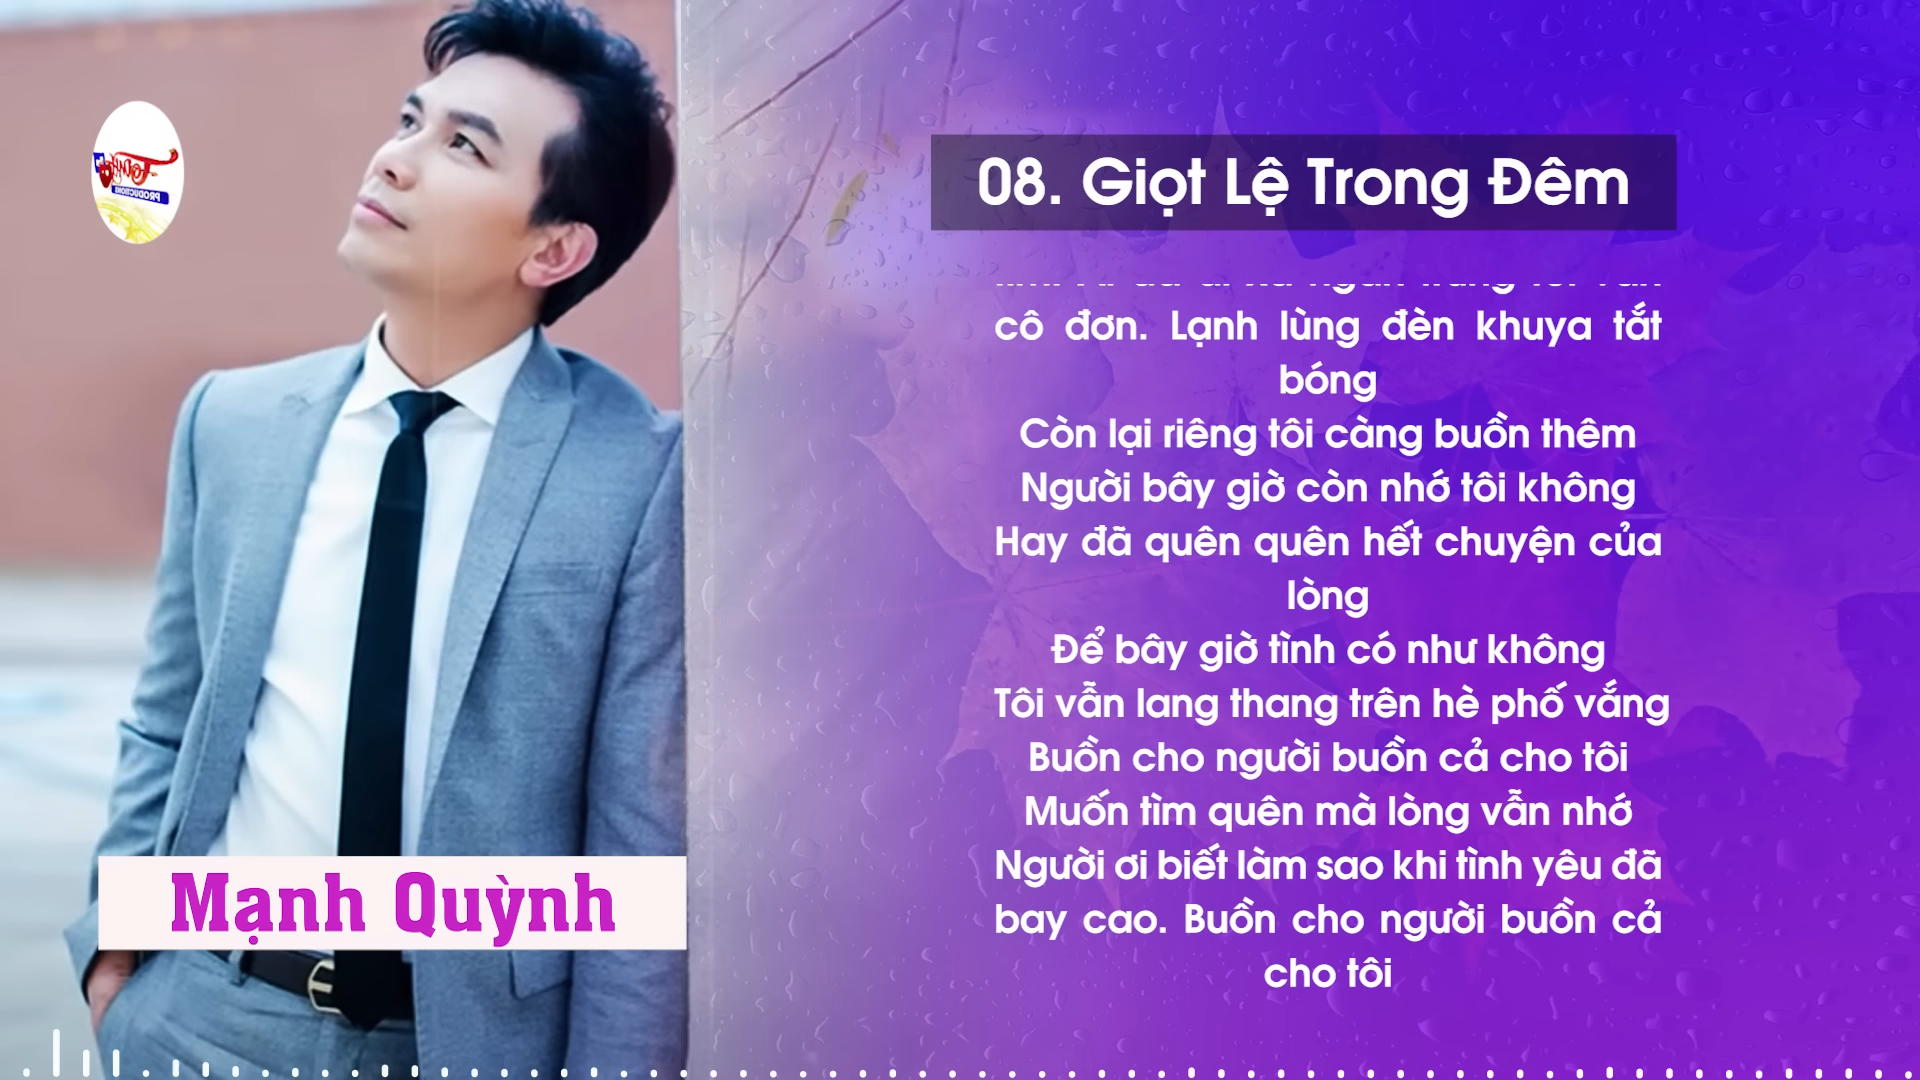 08. Giọt Lệ Trong Đêm
cô đơn. Lạnh lùng đèn khuya tắt
bóng
Còn lại riêng tôi càng buồn thêm
Người bây giờ còn nhớ tôi không
Hay đã quên quên hết chuyện của
lòng
Để bây giờ tình có như không
Tôi vẫn lang thang trên hè phố vắng
Buồn cho người buồn cả cho tôi
Muốn tìm quên mà lòng vẫn nhớ
Người ơi biết làm sao khi tình yêu đã
bay cao. Buồn cho người buồn cả
cho tôi
Mạnh Quỳnh
PRODUCTIONS